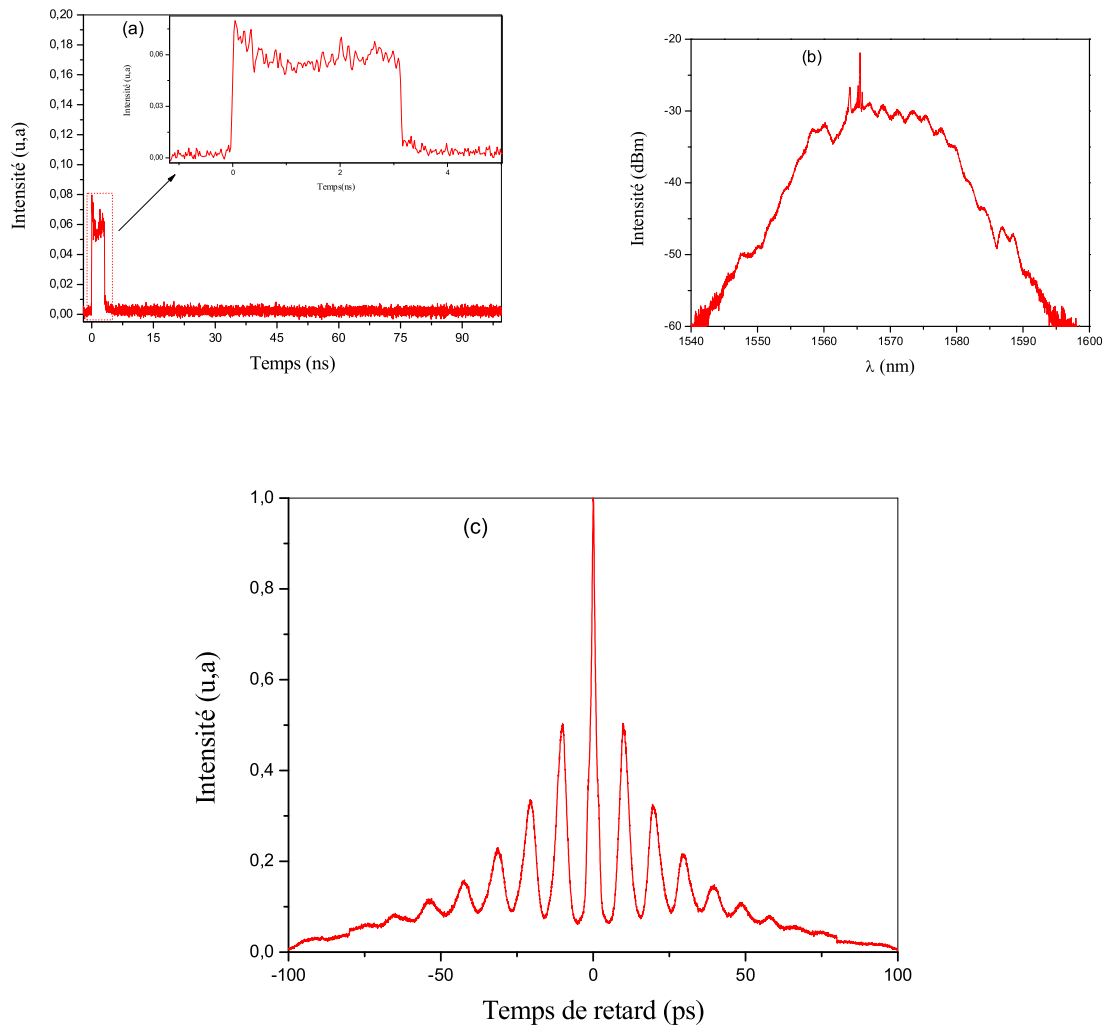 (a)
0,20
0,18
0,16
0,14
0,12
0,10
0,08
0,06
0,04
0,02
0,00
Intensité (u,a)
0 15 30 45 60 75 90
Temps (ns)
0,06
0,03
0,00
Intensité (u,a)
0 2 4
Temps(ns)
(b)
-20
-30
-40
-50
-60
Intensité (dBm)
1540 1550 1560 1570 1580 1590 1600
λ (nm)
(c)
1,0
0,8
0,6
0,4
0,2
0,0
Intensité (u,a)
-100 -50 0 50 100
Temps de retard (ps)